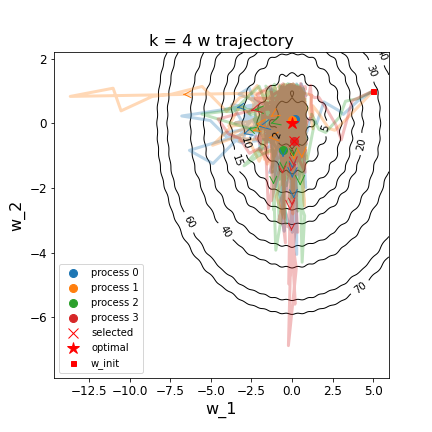 k = 4 w trajectory
w_2
2
0
−2
−4
−6
40
30
5
20
2
10
15
40
60
70
process 0
process 1
process 2
process 3
selected
optimal
w_init
−12.5 −10.0 −7.5 −5.0 −2.5 0.0 2.5 5.0
w_1